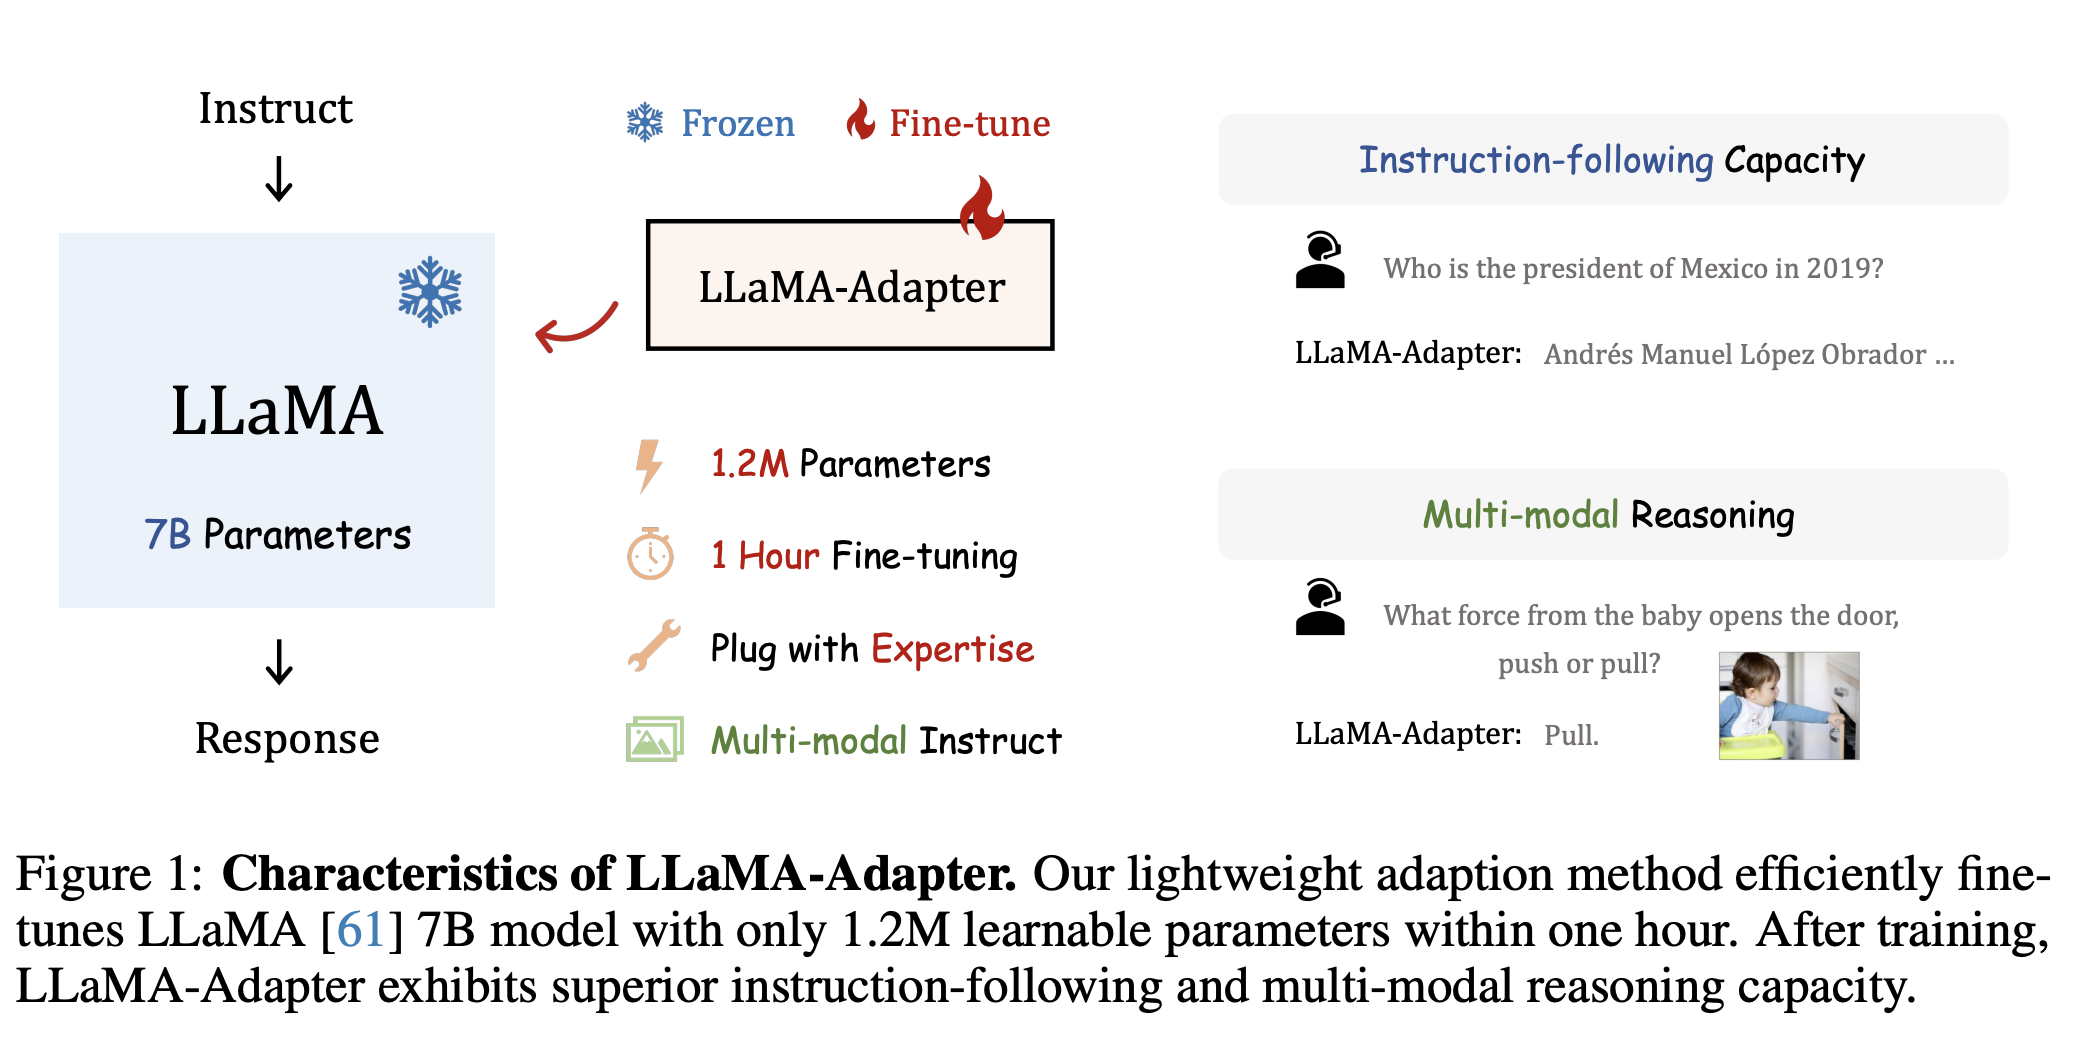 Instruct
LLaMA
7B Parameters
Response
Frozen
Fine-tune
LLaMA-Adapter
1.2M Parameters
1 Hour Fine-tuning
Plug with Expertise
Multi-modal Instruct
Instruction-following Capacity
Who is the president of Mexico in 2019?
LLaMA-Adapter: Andrés Manuel López Obrador ...
Multi-modal Reasoning
What force from the baby opens the door,
push or pull?
LLaMA-Adapter: Pull.
Figure 1: Characteristics of LLaMA-Adapter. Our lightweight adaption method efficiently fine-
tunes LLaMA [61] 7B model with only 1.2M learnable parameters within one hour. After training,
LLaMA-Adapter exhibits superior instruction-following and multi-modal reasoning capacity.